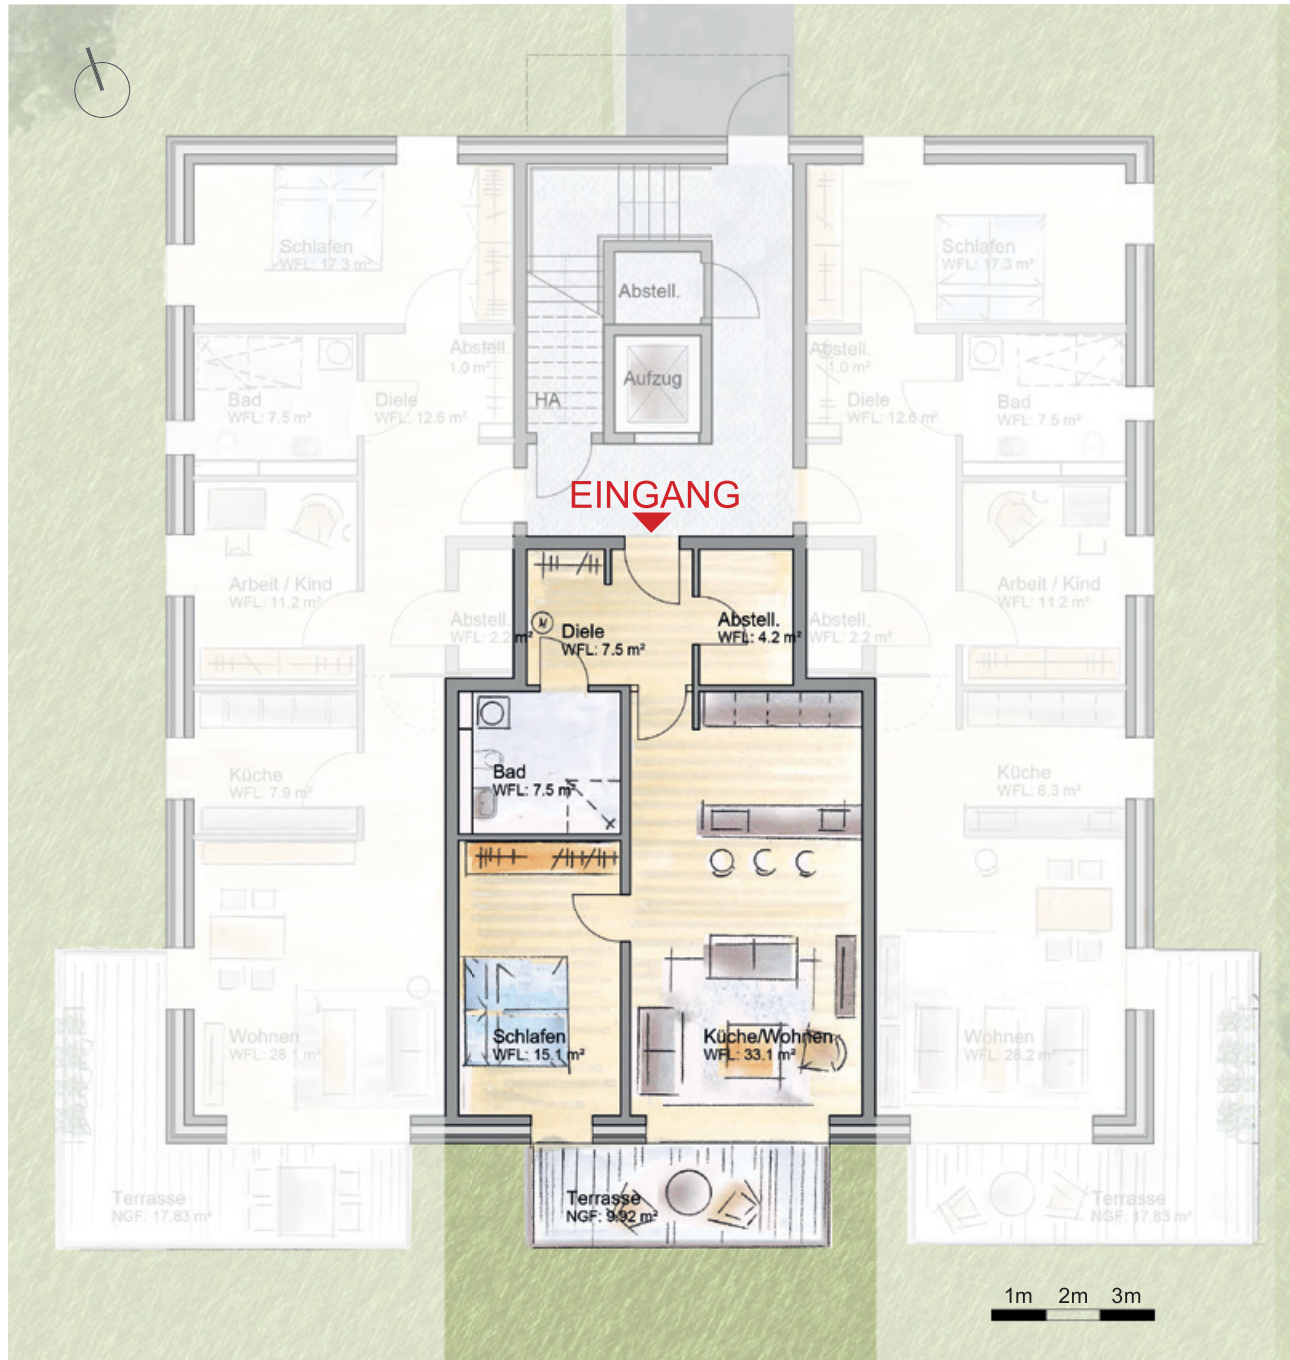 Schlafen
WFL: 17.3 m²
Abstell.
Schlafen
WFL: 17.3 m²
Abstell.
1.0 m²
Aufzug
Abstell.
1.0 m²
Bad
WFL: 7.5 m²
Diele
WFL: 12.6 m²
HA
Diele
WFL: 12.6 m²
Bad
WFL: 7.5 m²
EINGANG
Arbeit / Kind
WFL: 11.2 m²
Abstell.
WFL: 2.2 m²
Diele
WFL: 7.5 m²
Abstell.
WFL: 4.2 m²
Abstell.
WFL: 2.2 m²
Arbeit / Kind
WFL: 11.2 m²
Küche
WFL: 7.9 m²
Bad
WFL: 7.5 m²
Küche
WFL: 6.3 m²
Wohnen
WFL: 28.1 m²
Schlafen
WFL: 15.1 m²
Küche/Wohnen
WFL: 33.1 m²
Wohnen
WFL: 28.2 m²
Terrasse
NGF: 17.83 m²
Terrasse
NGF: 9.92 m²
Terrasse
NGF: 17.83 m²
1m 2m 3m